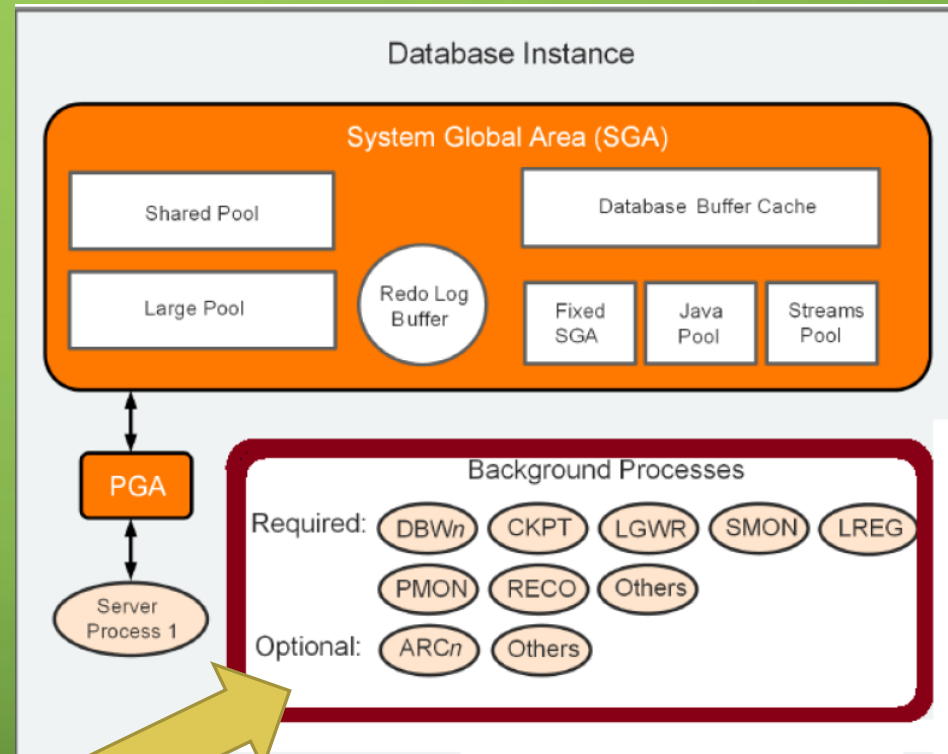 Database Instance
System Global Area (SGA)
Shared Pool
Database Buffer Cache
Large Pool
Redo Log
Buffer
Fixed
SGA
Java
Pool
Streams
Pool
PGA
Server
Process 1
Background Processes
Required: DBWn CKPT LGWR SMON LREG
PMON RECO Others
Optional: ARCn Others